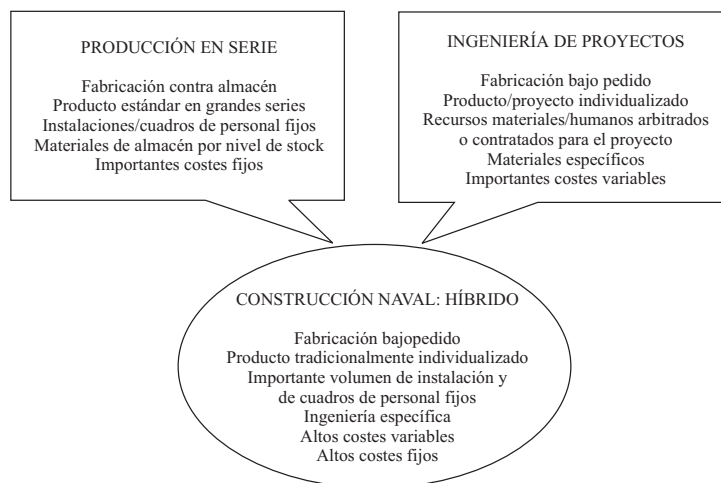 PRODUCCIÓN EN SERIE
Fabricación contra almacén
Producto estándar en grandes series
Instalaciones/cuadros de personal fijos
Materiales de almacén por nivel de stock
Importantes costes fijos
INGENIERÍA DE PROYECTOS
Fabricación bajo pedido
Producto/proyecto individualizado
Recursos materiales/humanos arbitrados
o contratados para el proyecto
Materiales específicos
Importantes costes variables
CONSTRUCCIÓN NAVAL: HÍBRIDO
Fabricación bajopedido
Producto tradicionalmente individualizado
Importante volumen de instalación y
de cuadros de personal fijos
Ingeniería específica
Altos costes variables
Altos costes fijos